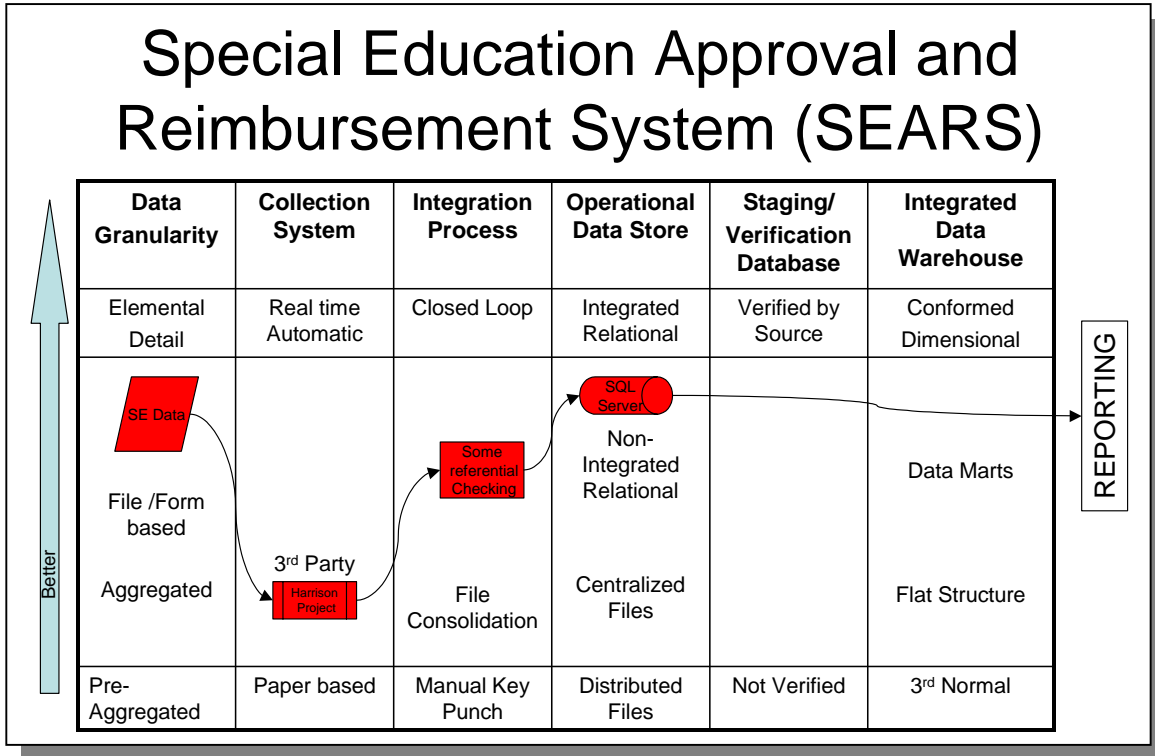 Special Education Approval and
Reimbursement System (SEARS)
Data
Granularity
Collection
System
Integration
Process
Operational
Data Store
Staging/
Verification
Database
Integrated
Data
Warehouse
Elemental
Detail
Real time
Automatic
Closed Loop
Integrated
Relational
Verified by
Source
Conformed
Dimensional
SE Data
File /Form
based
Aggregated
3rd Party
Harrison
Project
Some
referential
Checking
File
Consolidation
SQL
Server
Non-
Integrated
Relational
Centralized
Files
Data Marts
Flat Structure
Pre-
Aggregated
Paper based
Manual Key
Punch
Distributed
Files
Not Verified
3rd Normal
Better
REPORTING